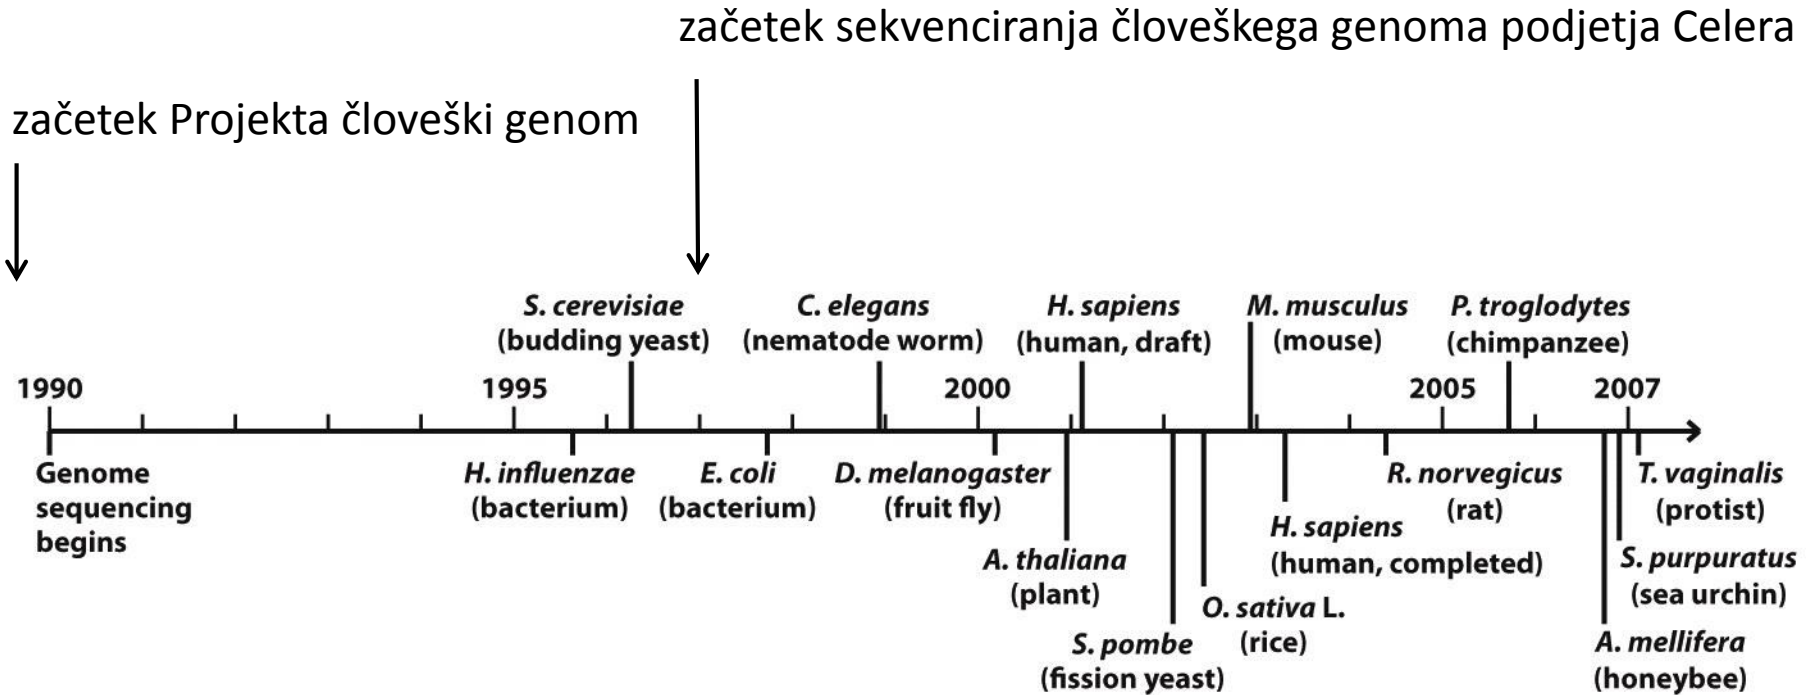 začetek sekvenciranja človeškega genoma podjetja Celera
začetek Projekta človeški genom
S. cerevisiae
(budding yeast)
C. elegans
(nematode worm)
H. sapiens
(human, draft)
M. musculus
(mouse)
P. troglodytes
(chimpanzee)
1990
1995
2000
2005
2007
Genome
sequencing
begins
H. influenzae
(bacterium)
E. coli
(bacterium)
D. melanogaster
(fruit fly)
A. thaliana
(plant)
S. pombe
(fission yeast)
O. sativa L.
(rice)
H. sapiens
(human, completed)
R. norvegicus
(rat)
T. vaginalis
(protist)
S. purpuratus
(sea urchin)
A. mellifera
(honeybee)